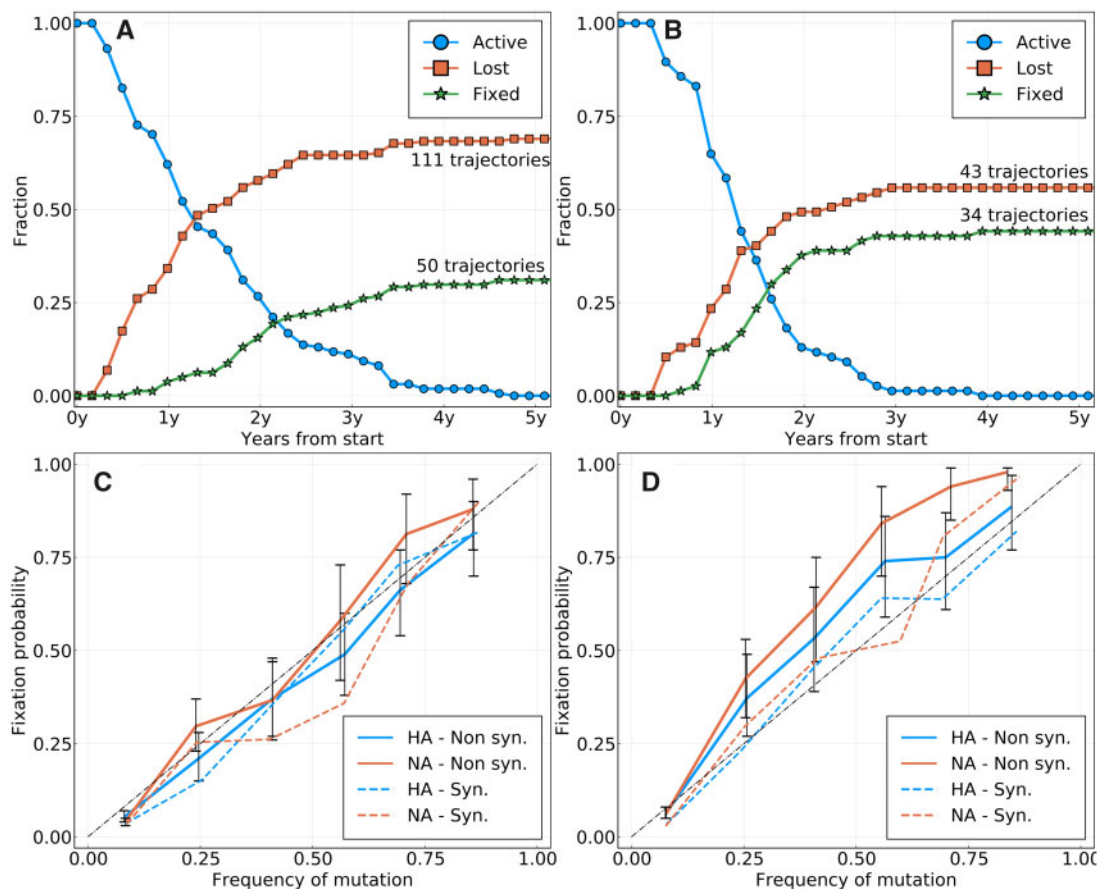 A
Active
Lost
Fixed
1.00
0.75
0.50
0.25
0.00
Fraction
111 trajectories
50 trajectories
0y 1y 2y 3y 4y 5y
Years from start
B
Active
Lost
Fixed
1.00
0.75
0.50
0.25
0.00
Fraction
43 trajectories
34 trajectories
0y 1y 2y 3y 4y 5y
Years from start
C
1.00
0.75
0.50
0.25
0.00
Fixation probability
HA - Non syn.
NA - Non syn.
HA - Syn.
NA - Syn.
0.00 0.25 0.50 0.75 1.00
Frequency of mutation
D
1.00
0.75
0.50
0.25
0.00
Fixation probability
HA - Non syn.
NA - Non syn.
HA - Syn.
NA - Syn.
0.00 0.25 0.50 0.75 1.00
Frequency of mutation